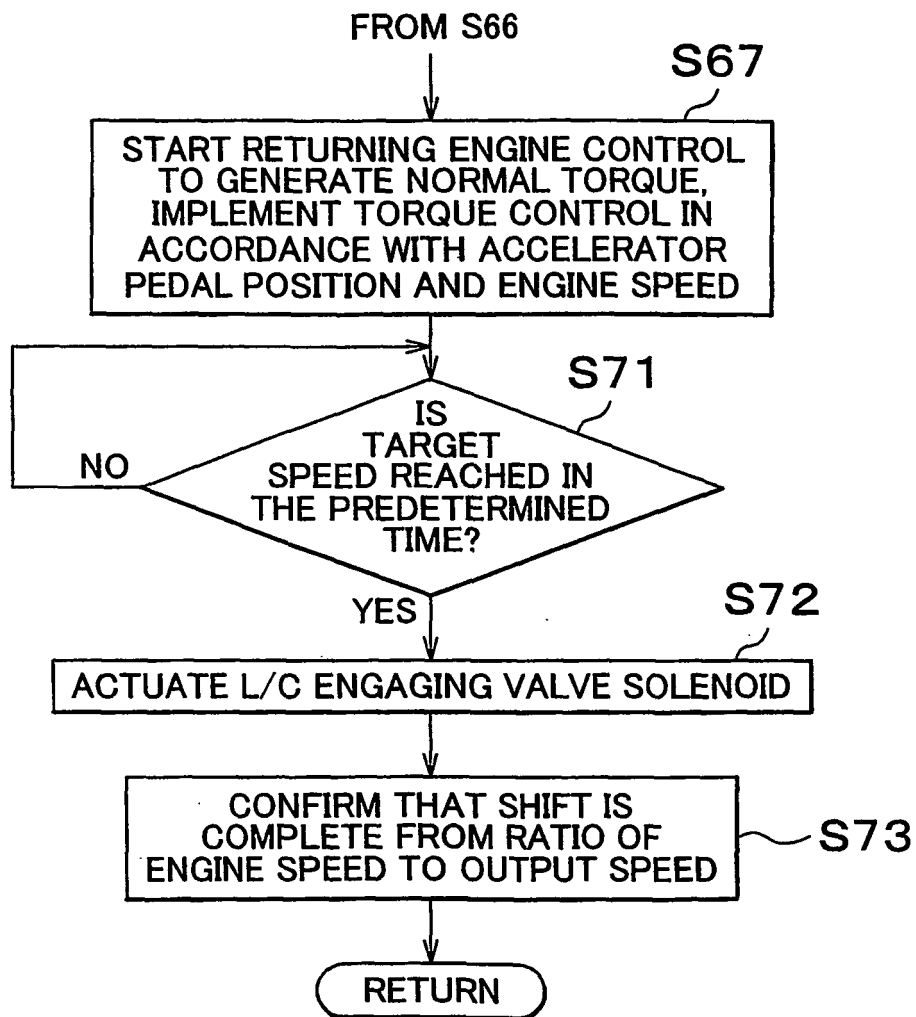 FROM S66
S67
START RETURNING ENGINE CONTROL
TO GENERATE NORMAL TORQUE,
IMPLEMENT TORQUE CONTROL IN
ACCORDANCE WITH ACCELERATOR
PEDAL POSITION AND ENGINE SPEED
S71
IS
TARGET
SPEED REACHED IN
THE PREDETERMINED
TIME?
NO
YES
S72
ACTUATE L/C ENGAGING VALVE SOLENOID
CONFIRM THAT SHIFT IS
COMPLETE FROM RATIO OF
ENGINE SPEED TO OUTPUT SPEED
S73
RETURN